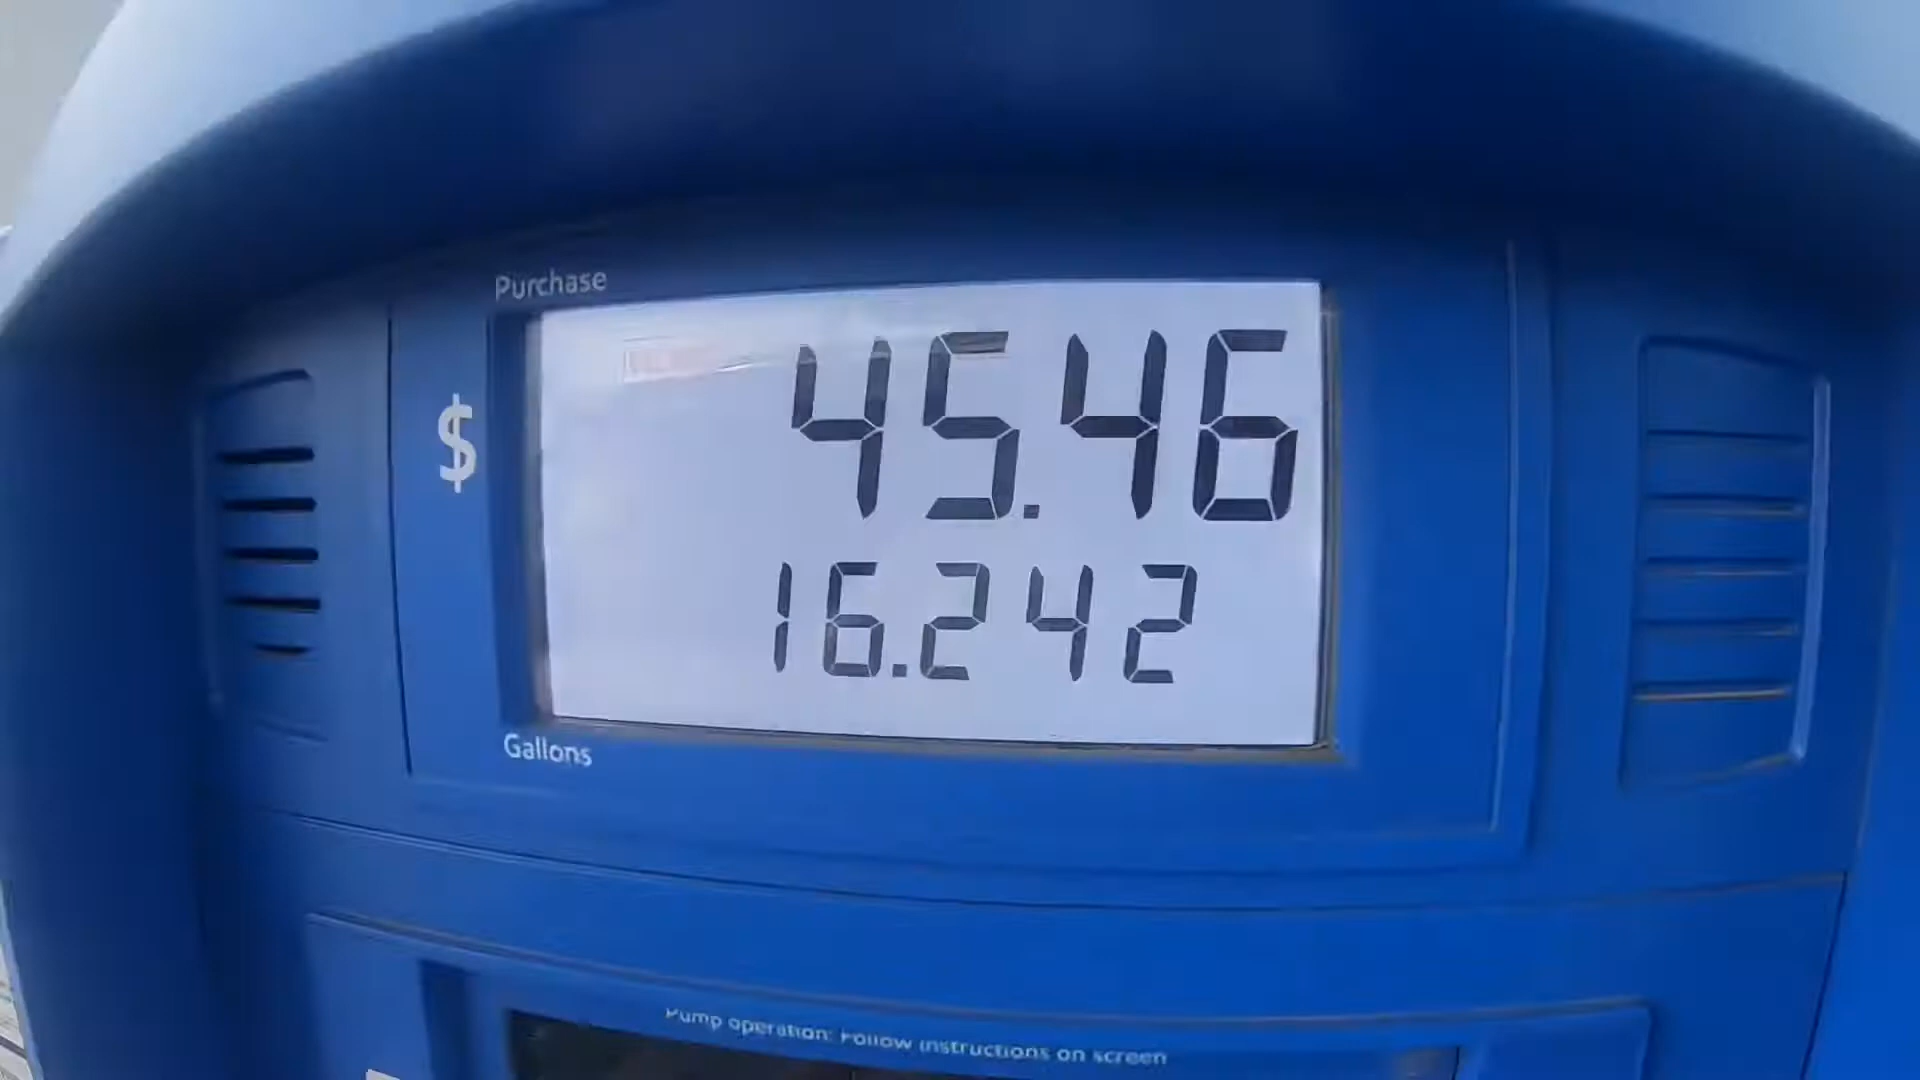 Purchase
$ 45.46
16.242
Gallons
Pump operation: Follow instructions on screen